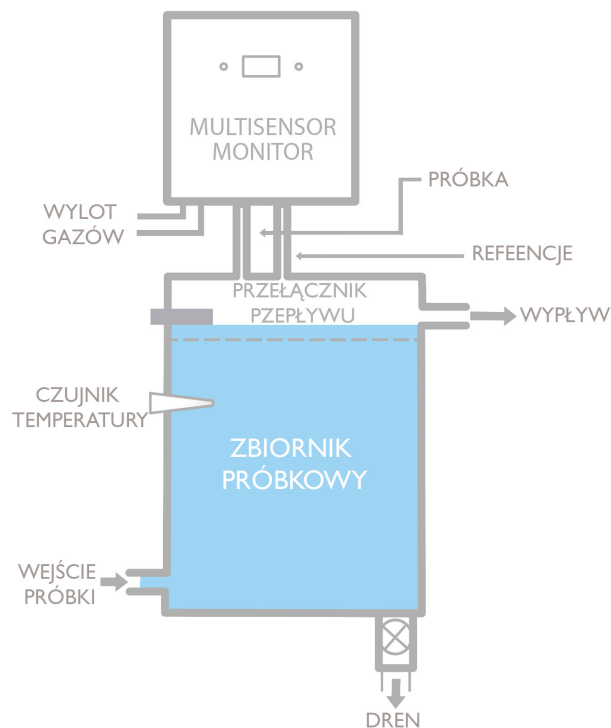 MULTISENSOR
MONITOR
PRÓBKA
WYLOT
GAZÓW
REFEENCJE
PRZEŁĄCZNIK
PZEPŁYWU
WYPŁYW
CZUJNIK
TEMPERATURY
ZBIORNIK
PRÓBKOWY
WEJŚCIE
PRÓBKI
DREN